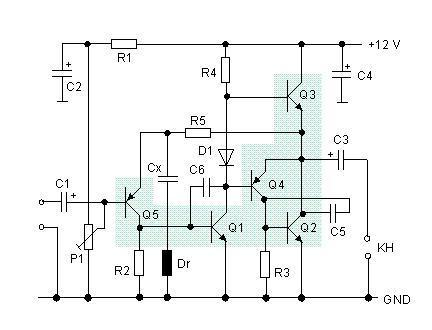 +12 V
R1
C2
R4
C4
Q3
R5
C3
D1
Cx
C6
Q4
C1
Q5
Q1
Q2
C5
P1
KH
R2
Dr
R3
GND
+
+
+
+